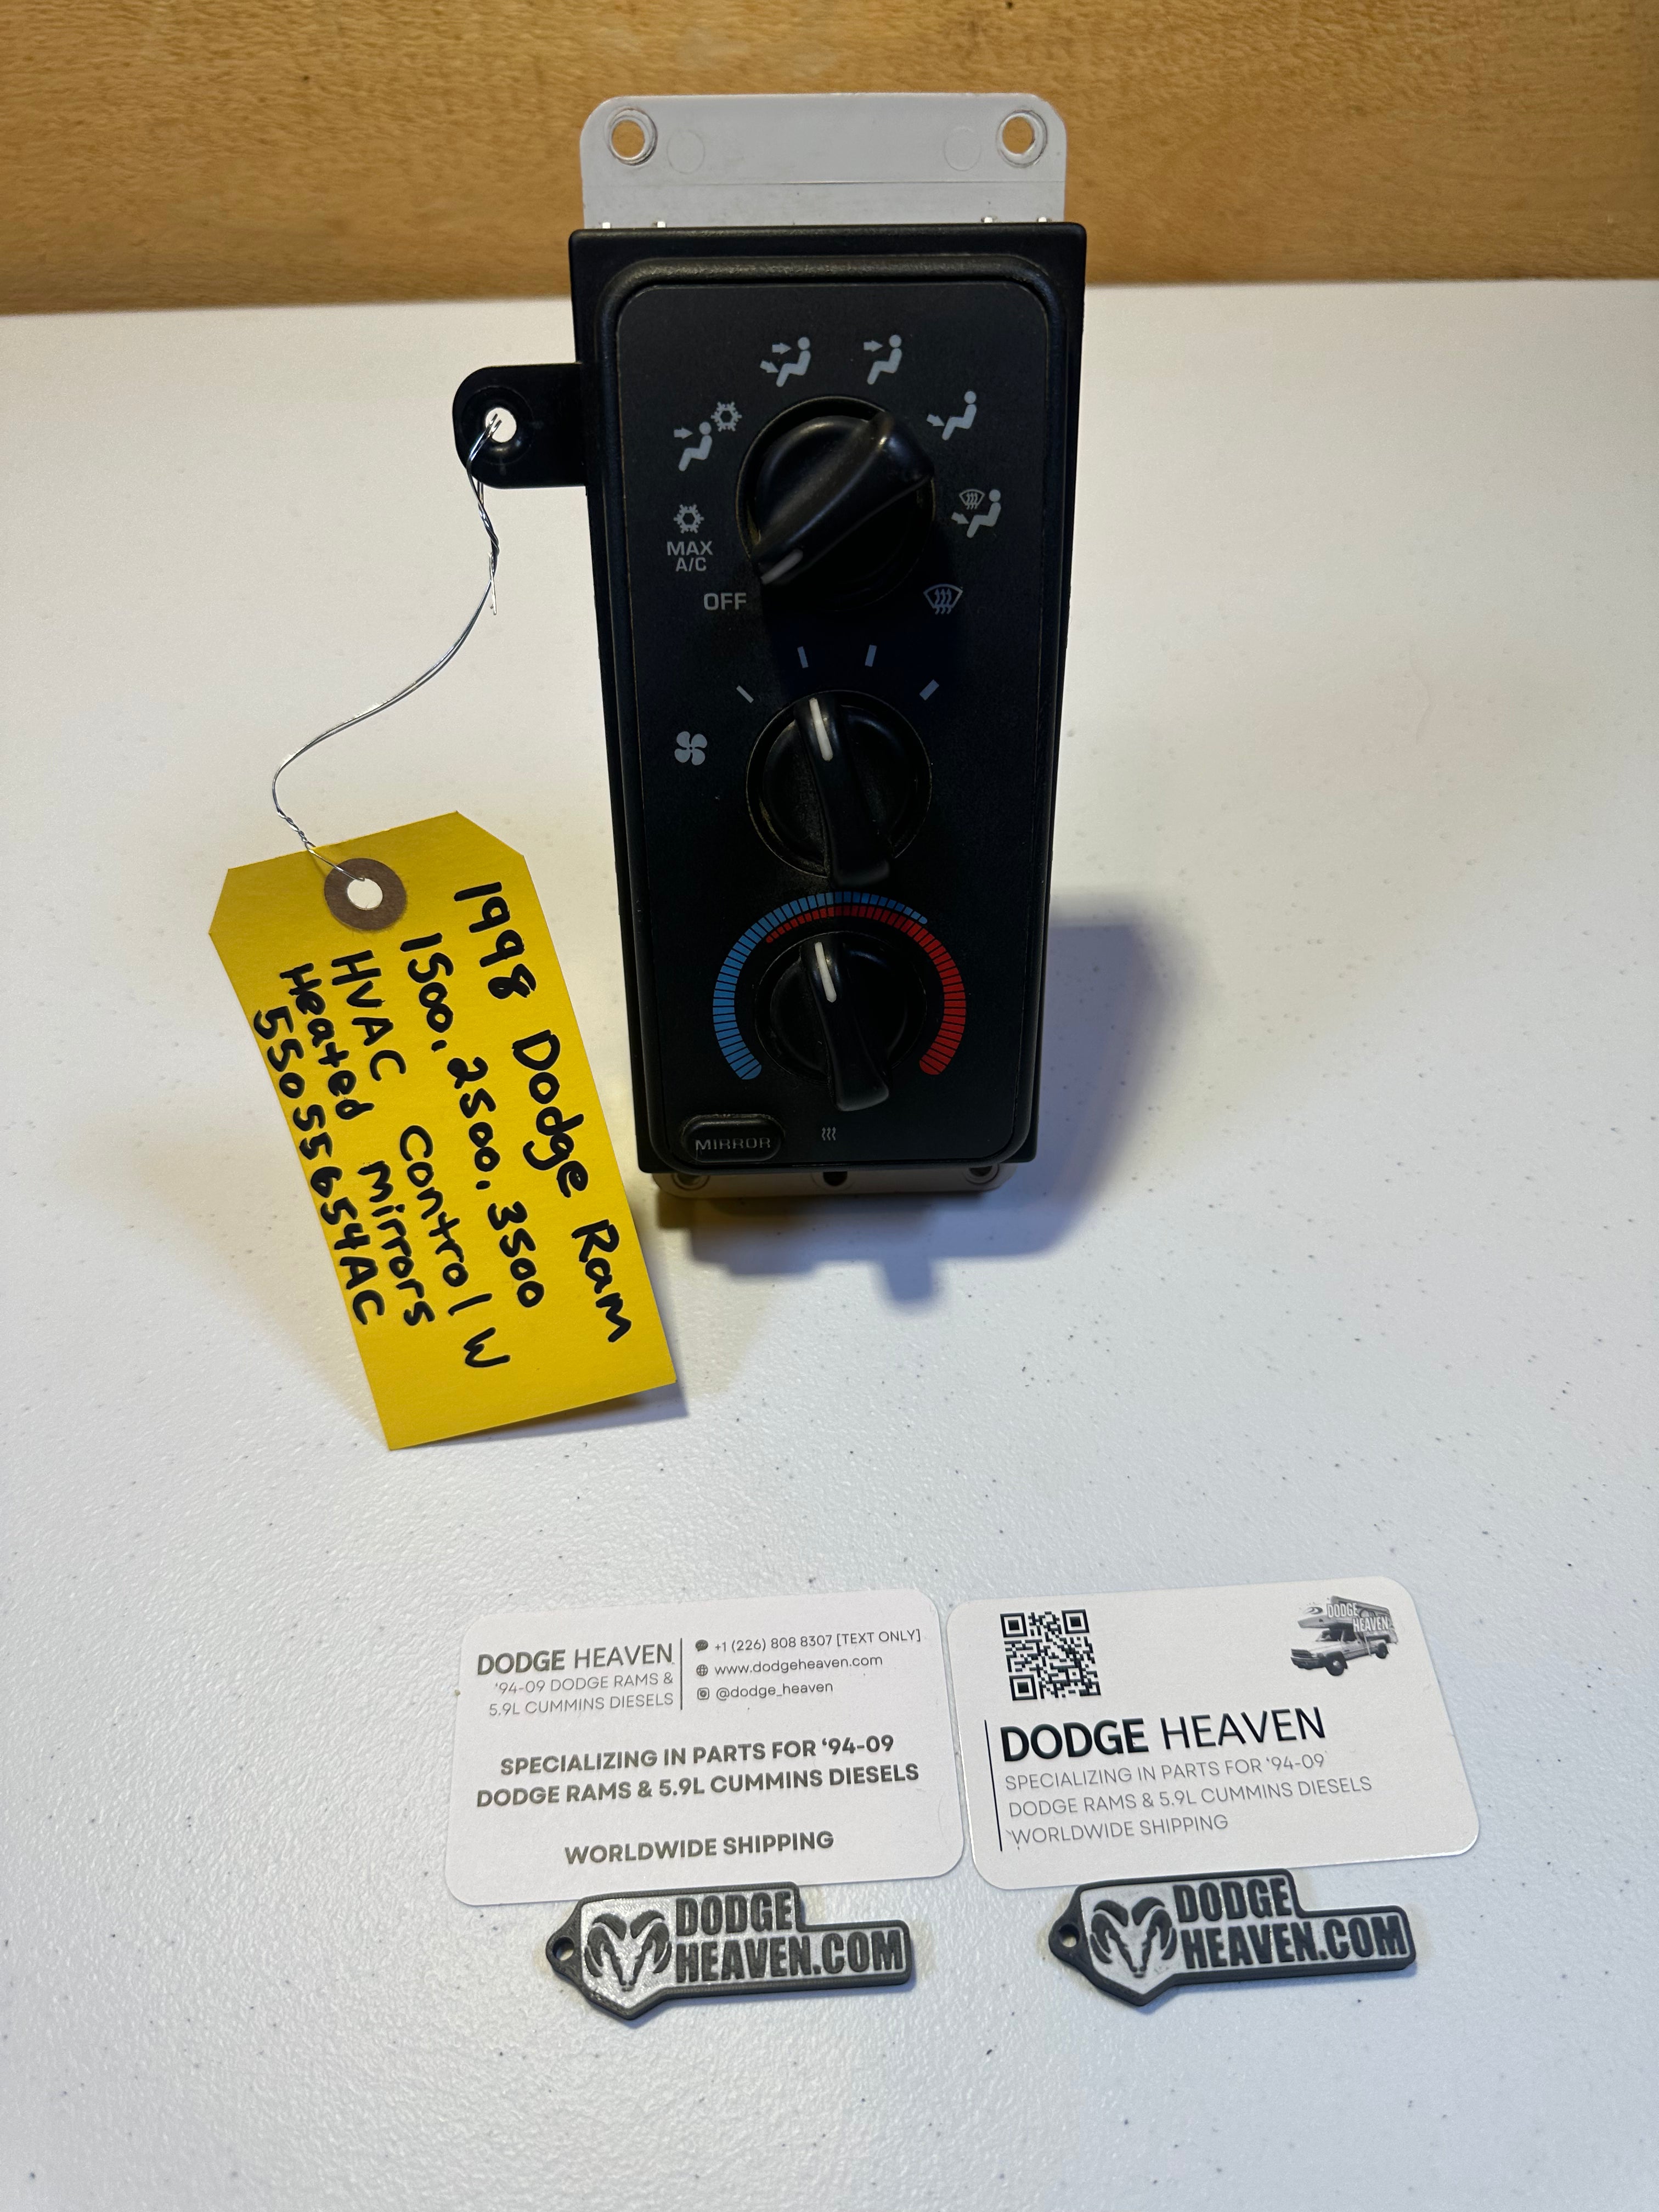 MAX
A/C
OFF
MIRROR
1998 Dodge Ram
1500. 2500. 3500
HVAC Control W
Heated mirrors
55055654AC
DODGE HEAVEN
'94-09 DODGE RAMS &
5.9L CUMMINS DIESELS
+1 (226) 808 8307 [TEXT ONLY]
www.dodgeheaven.com
@dodge_heaven
SPECIALIZING IN PARTS FOR ‘94-09
DODGE RAMS & 5.9L CUMMINS DIESELS
WORLDWIDE SHIPPING
DODGE
HEAVEN
DODGE HEAVEN
SPECIALIZING IN PARTS FOR ‘94-09
DODGE RAMS & 5.9L CUMMINS DIESELS
WORLDWIDE SHIPPING
DODGE
HEAVEN.COM
DODGE
HEAVEN.COM